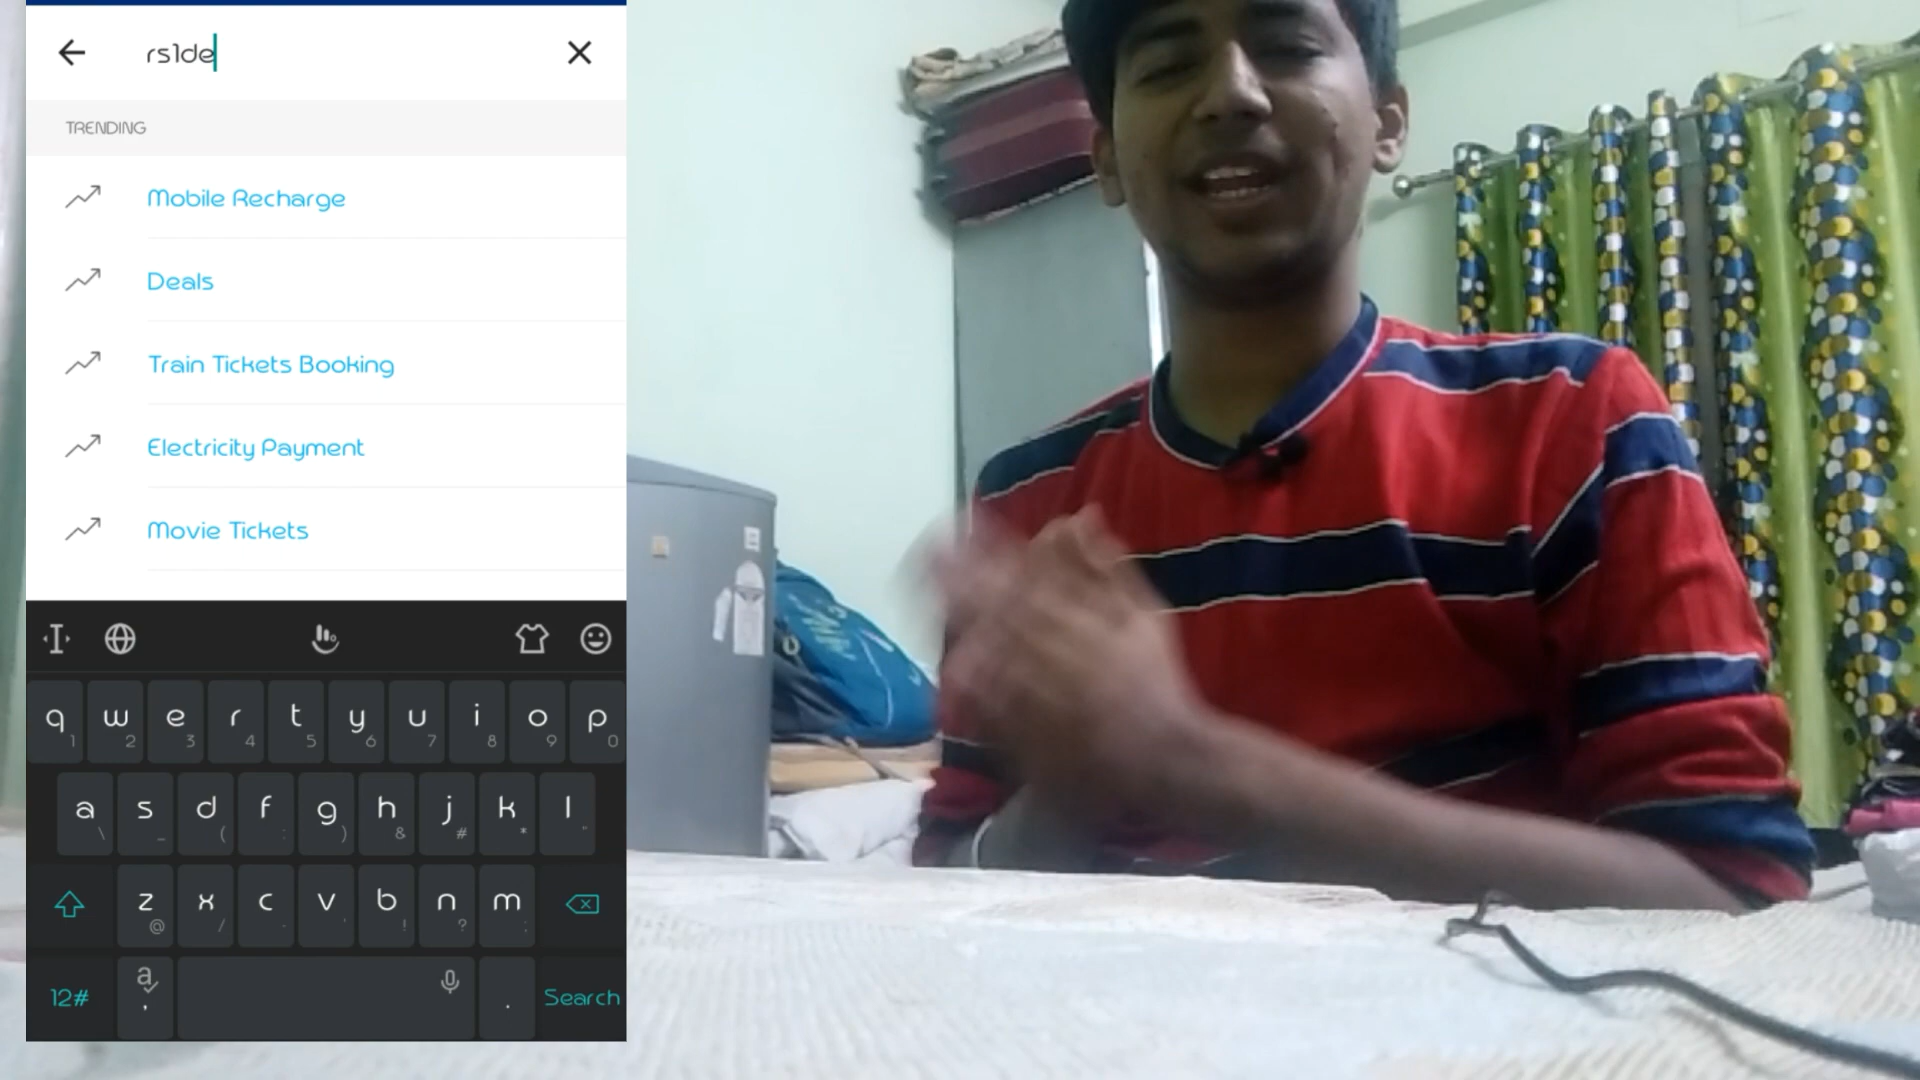 rs1de
TRENDING
Mobile Recharge
Deals
Train Tickets Booking
Electricity Payment
Movie Tickets
q w e r t y u i o p
1 2 3 4 5 6 7 8 9 0
a s d f g h j k l
\ _ ( : ) & # * "
z x c v b n m
@ / . ' ! ? ;
12# a , . Search